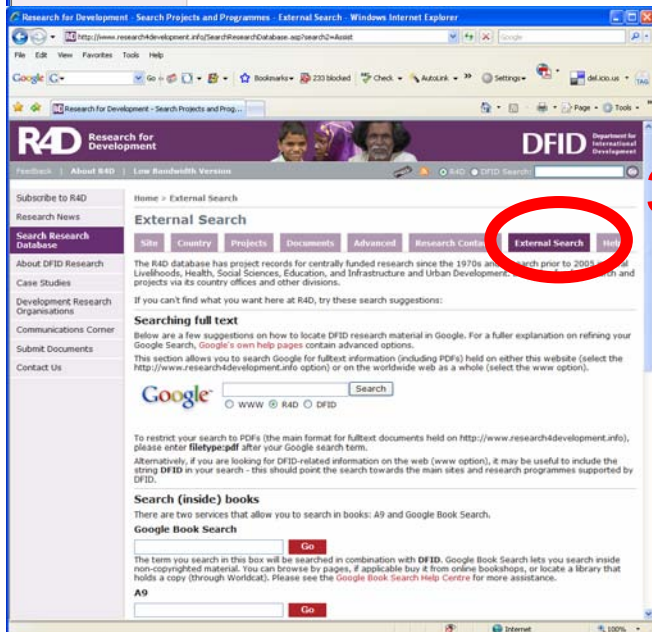 Research for Development - Search Projects and Programmes - External Search - Windows Internet Explorer
http://www.research4development.info/SearchResearchDatabase.asp?search2=Assist
Google
File Edit View Favorites Tools Help
Google G Go Bookmarks 233 blocked Check AutoLink Settings del.icio.us TAG
Research for Development - Search Projects and Prog... Page Tools
R4D Research for
Development
DFID Department for
International
Development
Feedback | About R4D | Low Bandwidth Version R4D DFID Search:
Subscribe to R4D
Research News
Search Research
Database
About DFID Research
Case Studies
Development Research
Organisations
Communications Corner
Submit Documents
Contact Us
Home > External Search
External Search
Site Country Projects Documents Advanced Research External Search Help
The R4D database has project records for centrally funded research since the 1970s prior to 2005
Livelihoods, Health, Social Sciences, Education, and Infrastructure and Urban Development. and
projects via its country offices and other divisions.
If you can't find what you want here at R4D, try these search suggestions:
Searching full text
Below are a few suggestions on how to locate DFID research material in Google. For a fuller explanation on refining your
Google Search, Google's own help pages contain advanced options.
This section allows you to search Google for fulltext information (including PDFs) held on either this website (select the
http://www.research4development.info option) or on the worldwide web as a whole (select the www option).
Google Search
WWW R4D DFID
To restrict your search to PDFs (the main format for fulltext documents held on http://www.research4development.info),
please enter filetype:pdf after your Google search term.
Alternatively, if you are looking for DFID-related information on the web (www option), it may be useful to include the
string DFID in your search - this should point the search towards the main sites and research programmes supported by
DFID.
Search (inside) books
There are two services that allow you to search in books: A9 and Google Book Search.
Google Book Search
Go
The term you search in this box will be searched in combination with DFID. Google Book Search lets you search inside
non-copyrighted material. You can browse by pages, if applicable buy it from online bookshops, or locate a library that
holds a copy (through Worldcat). Please see the Google Book Search Help Centre for more assistance.
A9
Go
Internet 100%